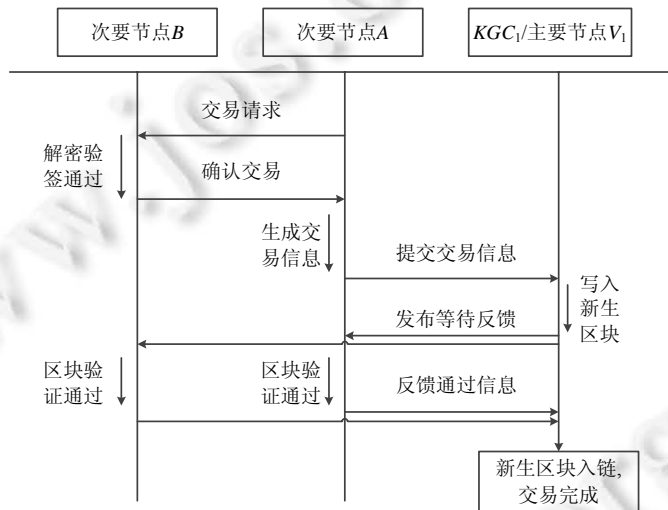 次要节点B
次要节点A
KGC₁/主要节点V₁
交易请求
解密验
签通过
确认交易
生成交
易信息
提交交易信息
写入
新生
区块
发布等待反馈
区块验
证通过
区块验
证通过
反馈通过信息
新生区块入链,
交易完成
www.jos.